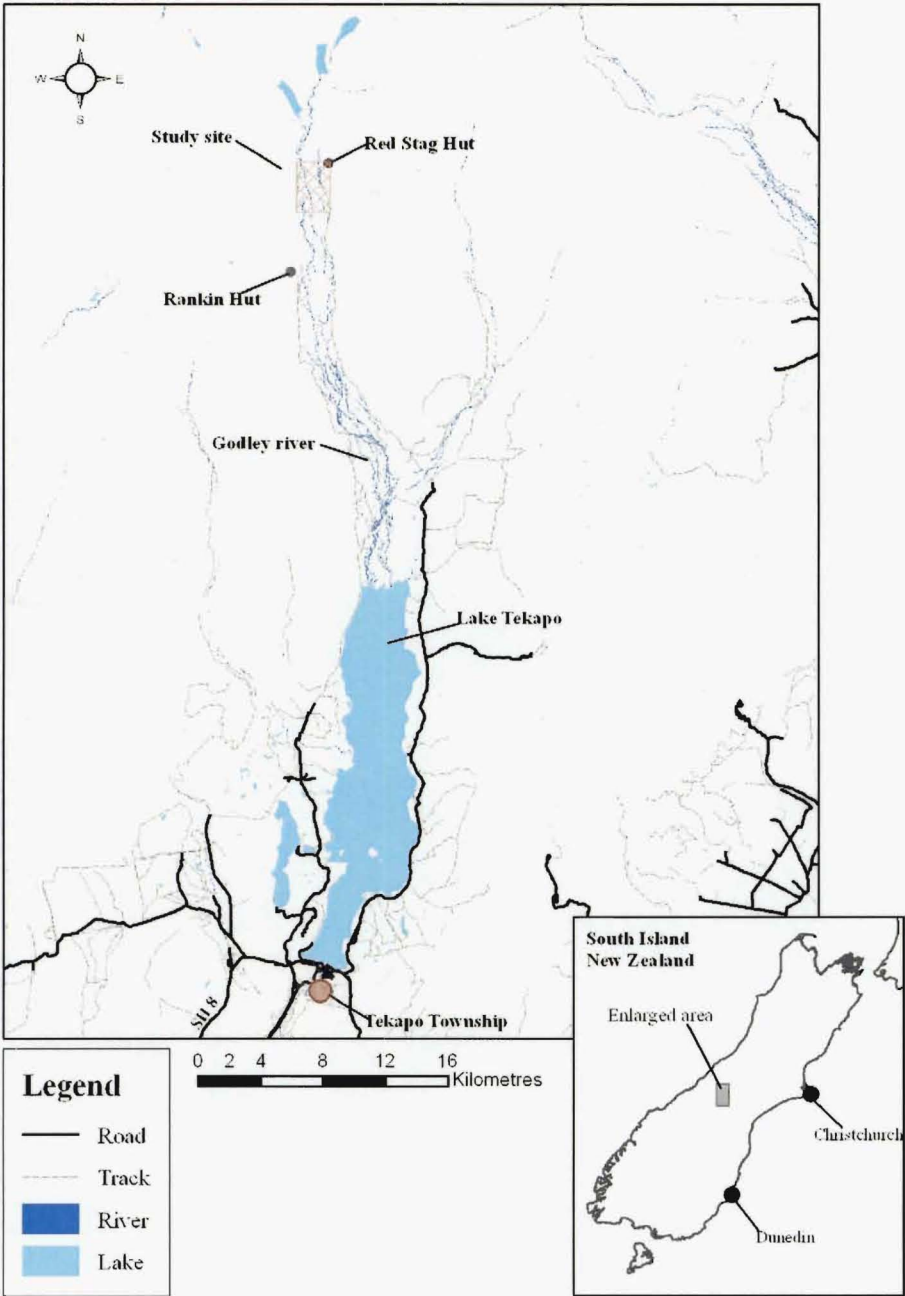 N
W E
S
Study site
Red Stag Hut
Rankin Hut
Godley river
Lake Tekapo
SH 8
Tekapo Township
South Island
New Zealand
Enlarged area
Christchurch
Dunedin
0 2 4 8 12 16
Kilometres
Legend
Road
Track
River
Lake